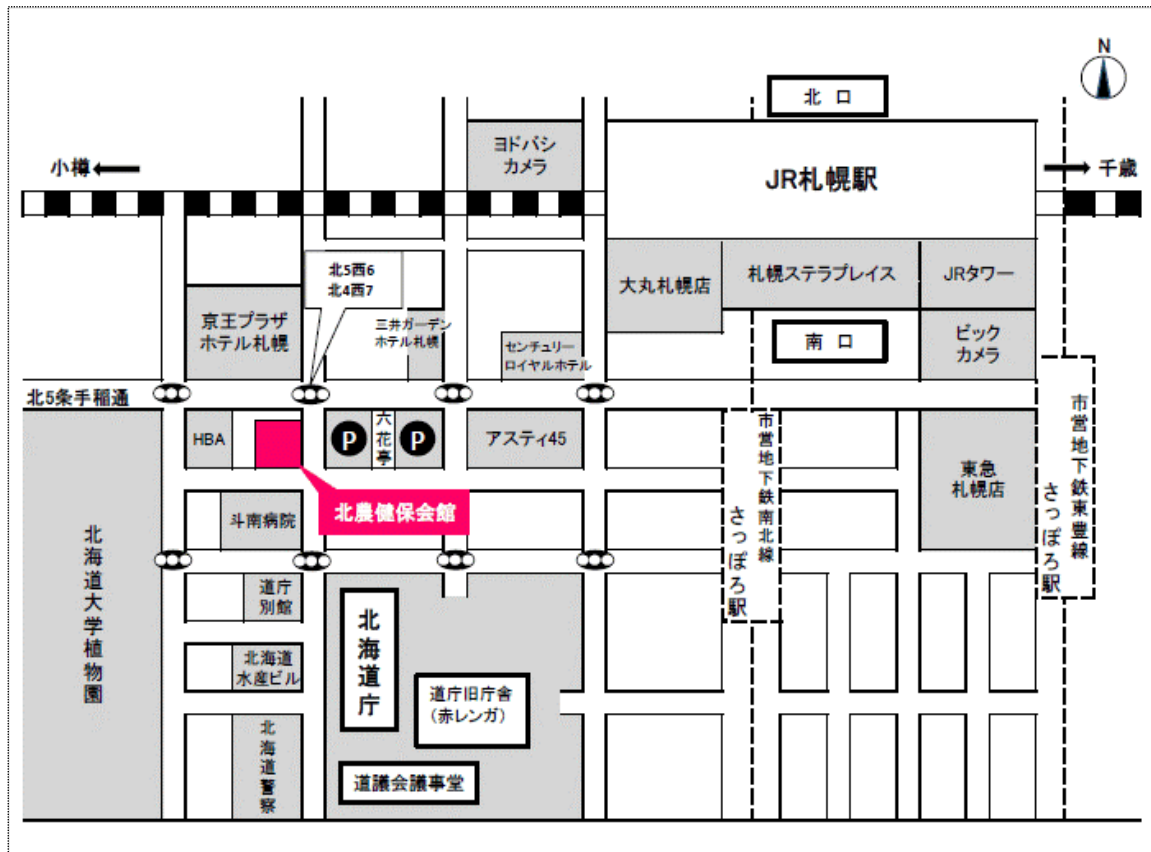 N
北 口
ヨドバシ
カメラ
小樽
JR札幌駅
千歳
北5西6
北4西7
大丸札幌店
札幌ステラプレイス
JRタワー
京王プラザ
ホテル札幌
三井ガーデン
ホテル札幌
センチュリー
ロイヤルホテル
南 口
ビック
カメラ
北5条手稲通
HBA
P
六花亭
P
アスティ45
市営地下鉄南北線
さっぽろ駅
東急
札幌店
市営地下鉄東豊線
さっぽろ駅
北農健保会館
斗南病院
北海道大学植物園
道庁
別館
北海道庁
北海道
水産ビル
道庁旧庁舎
(赤レンガ)
北海道警察
道議会議事堂